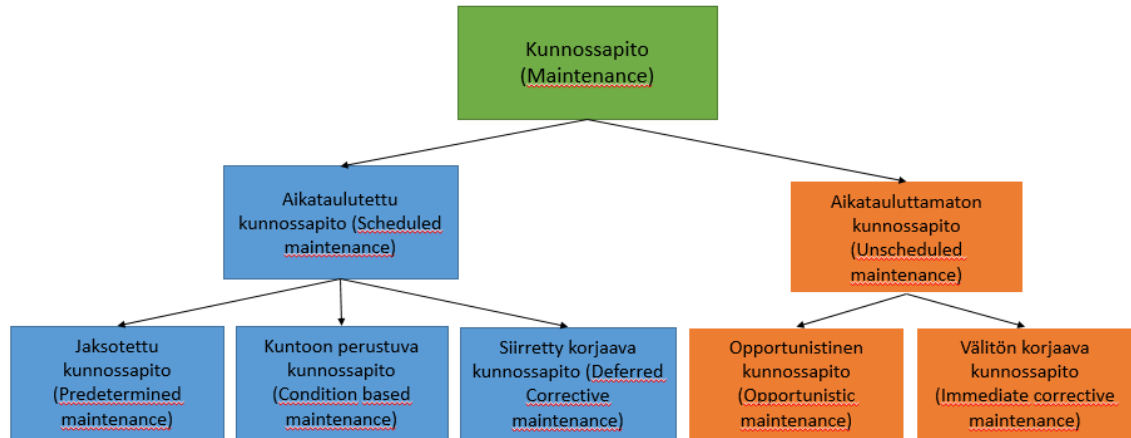 Kunnossapito
(Maintenance)
Aikataulutettu
kunnossapito (Scheduled
maintenance)
Aikatauluttamaton
kunnossapito
(Unscheduled
maintenance)
Jaksotettu
kunnossapito
(Predetermined
maintenance)
Kuntoon perustuva
kunnossapito
(Condition based
maintenance)
Siirretty korjaava
kunnossapito (Deferred
Corrective
maintenance)
Opportunistinen
kunnossapito
(Opportunistic
maintenance)
Välitön korjaava
kunnossapito
(Immediate corrective
maintenance)